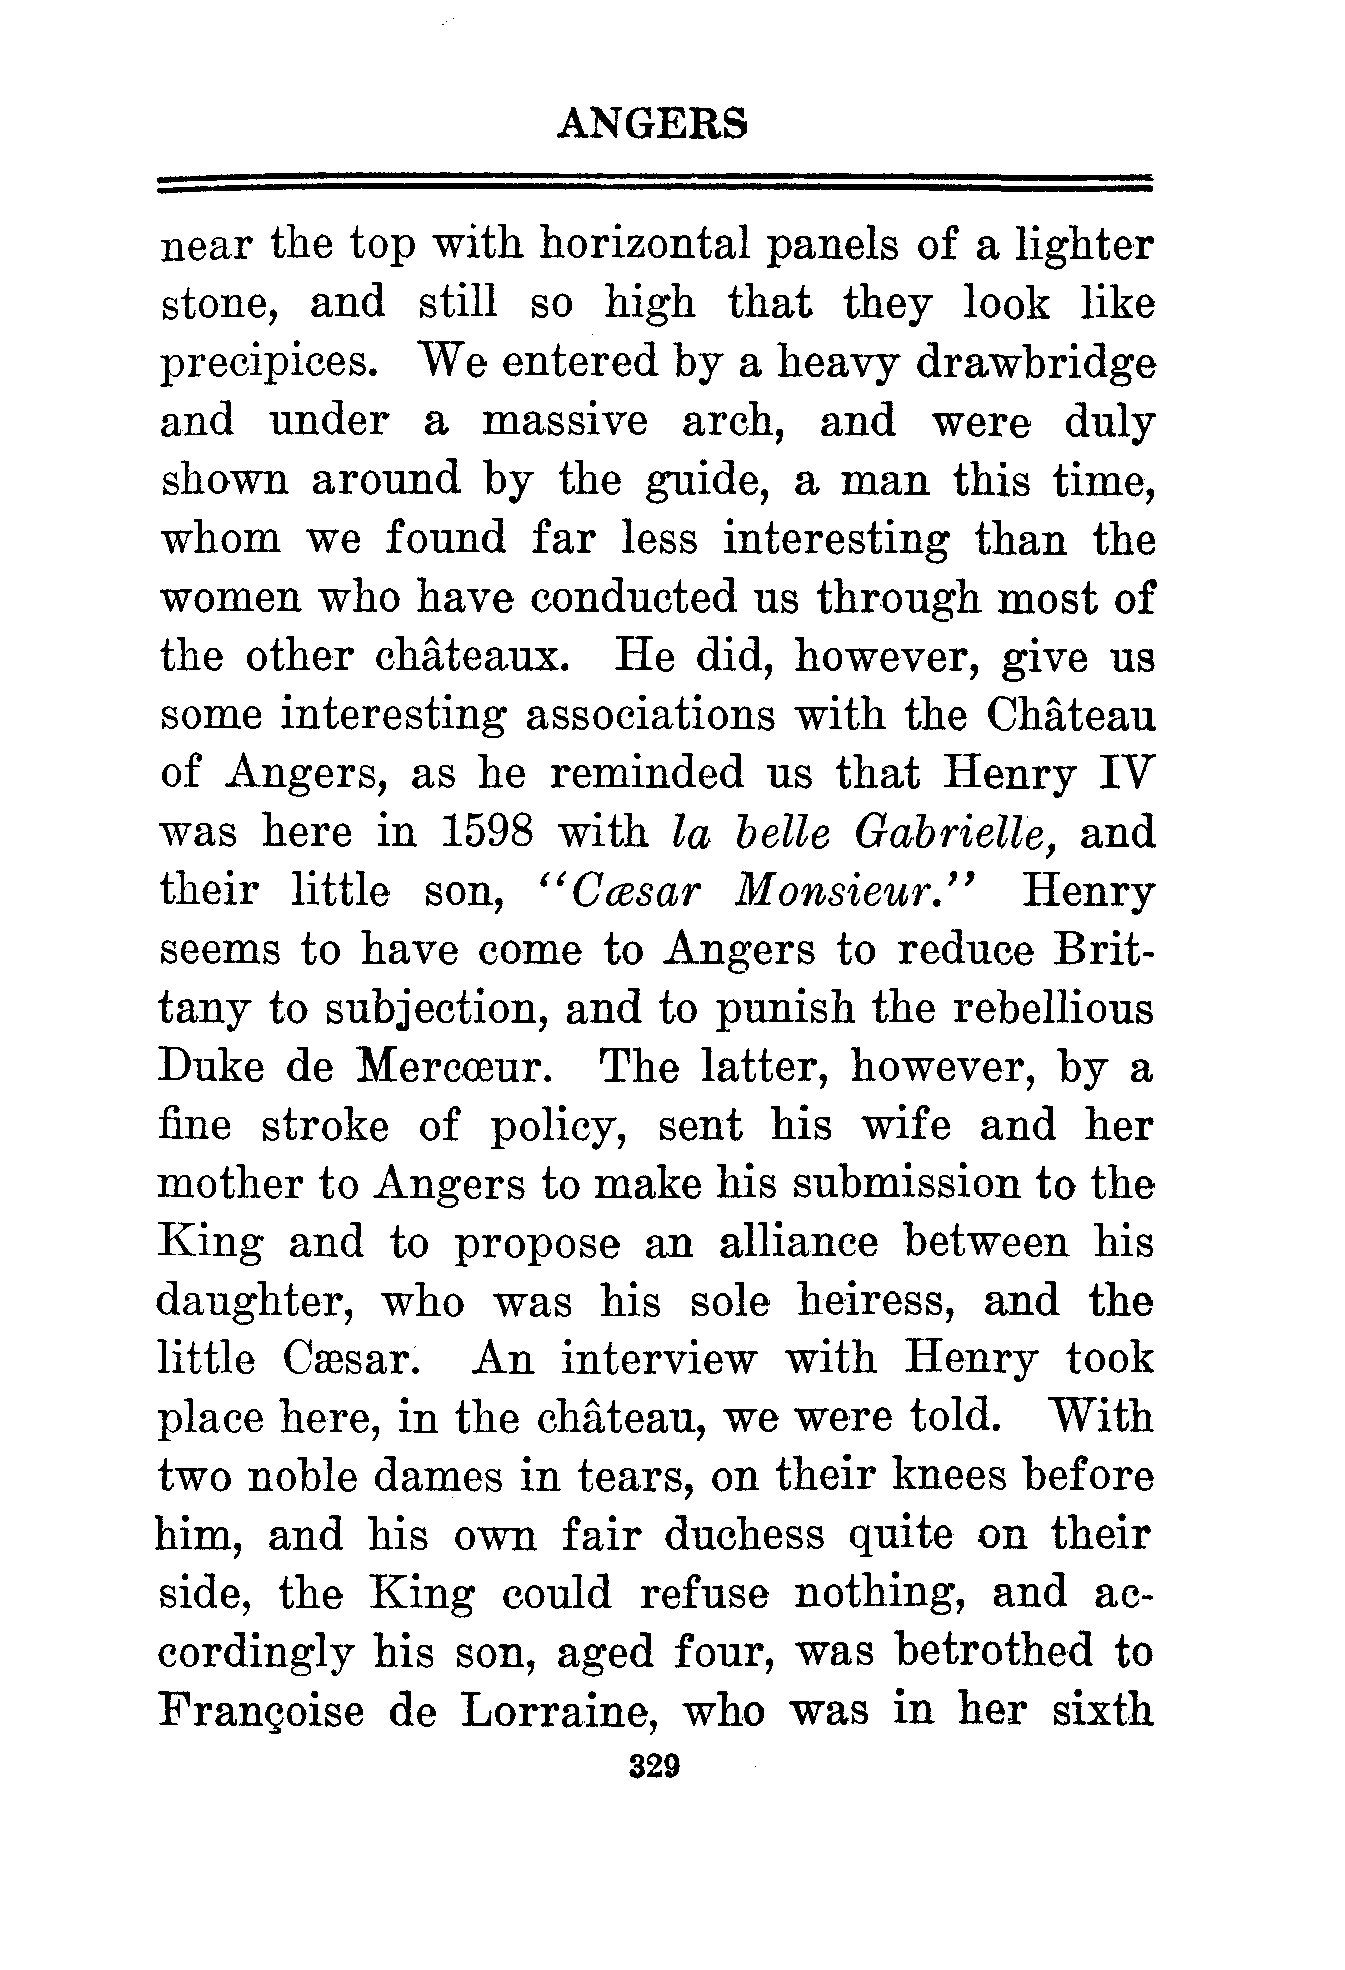 ANGERS
near the top with horizontal panels of a lighter
stone, and still so high that they look like
precipices. We entered by a heavy drawbridge
and under a massive arch, and were duly
shown around by the guide, a man this time,
whom we found far less interesting than the
women who have conducted us through most of
the other châteaux. He did, however, give us
some interesting associations with the Château
of Angers, as he reminded us that Henry IV
was here in 1598 with la belle Gabrielle, and
their little son, “Cæsar Monsieur.” Henry
seems to have come to Angers to reduce Brit-
tany to subjection, and to punish the rebellious
Duke de Mercœur. The latter, however, by a
fine stroke of policy, sent his wife and her
mother to Angers to make his submission to the
King and to propose an alliance between his
daughter, who was his sole heiress, and the
little Cæsar. An interview with Henry took
place here, in the château, we were told. With
two noble dames in tears, on their knees before
him, and his own fair duchess quite on their
side, the King could refuse nothing, and ac-
cordingly his son, aged four, was betrothed to
Françoise de Lorraine, who was in her sixth
329